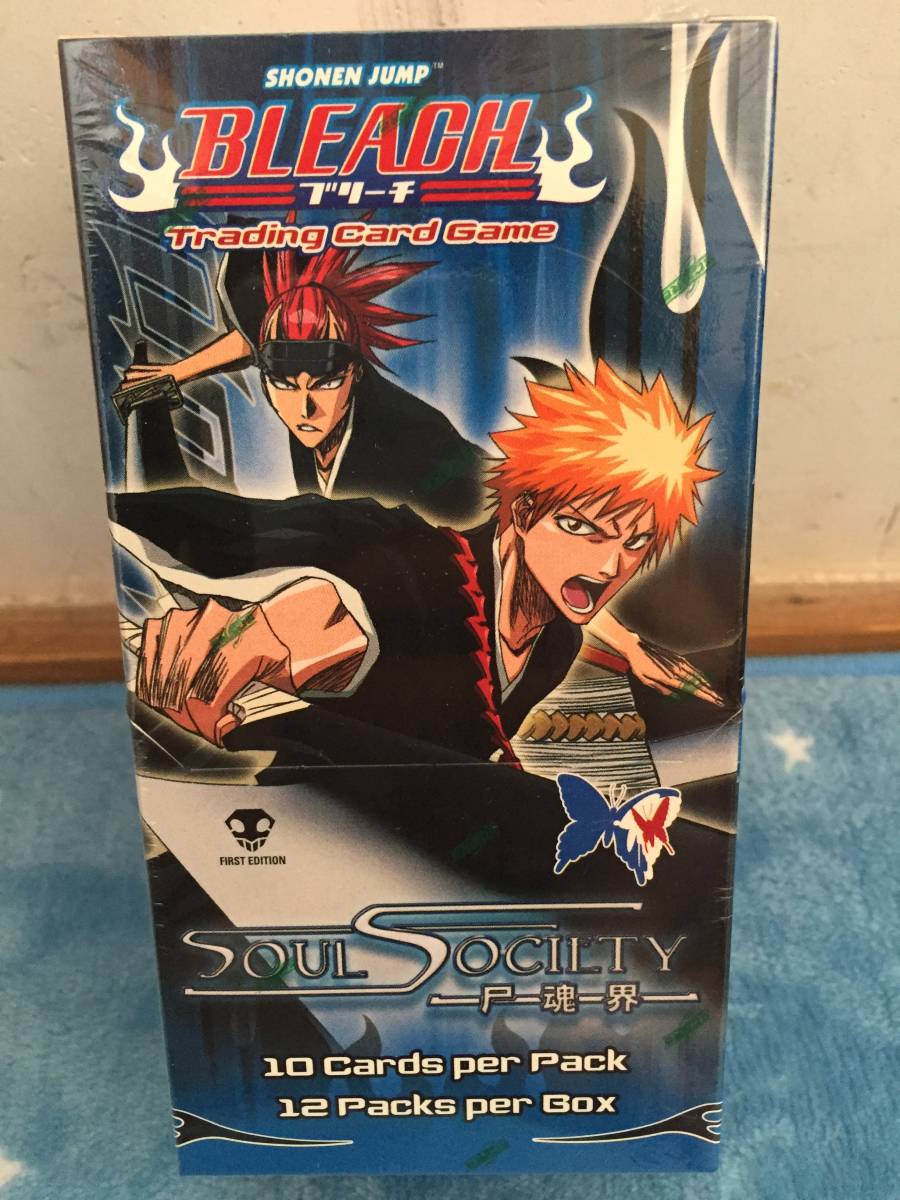 SHONEN JUMP™
BLEACH
ブリーチ
Trading Card Game
FIRST EDITION
SOUL SOCIETY
尸魂界
10 Cards per Pack
12 Packs per Box